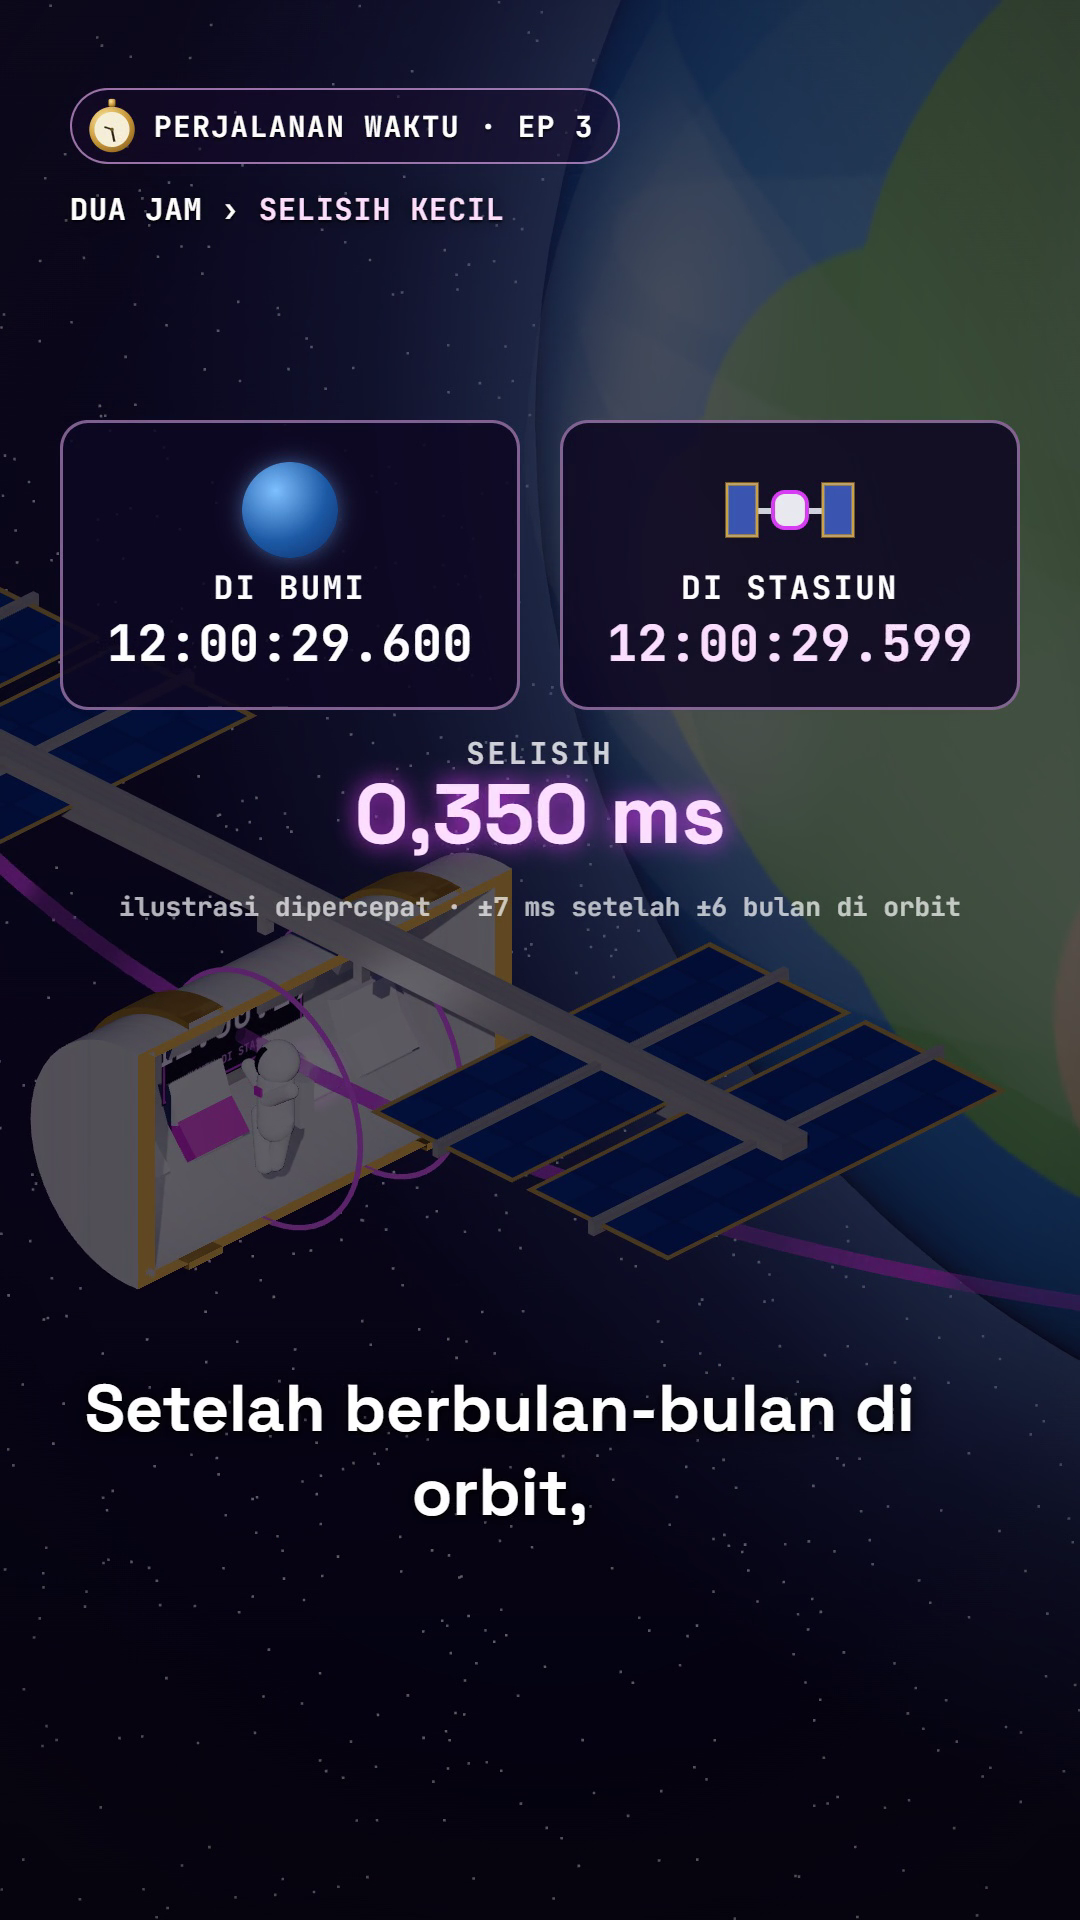 PERJALANAN WAKTU · EP 3
DUA JAM › SELISIH KECIL
DI BUMI
12:00:29.600
DI STASIUN
12:00:29.599
SELISIH
0,350 ms
ilustrasi dipercepat · ±7 ms setelah ±6 bulan di orbit
Setelah berbulan-bulan di
orbit,